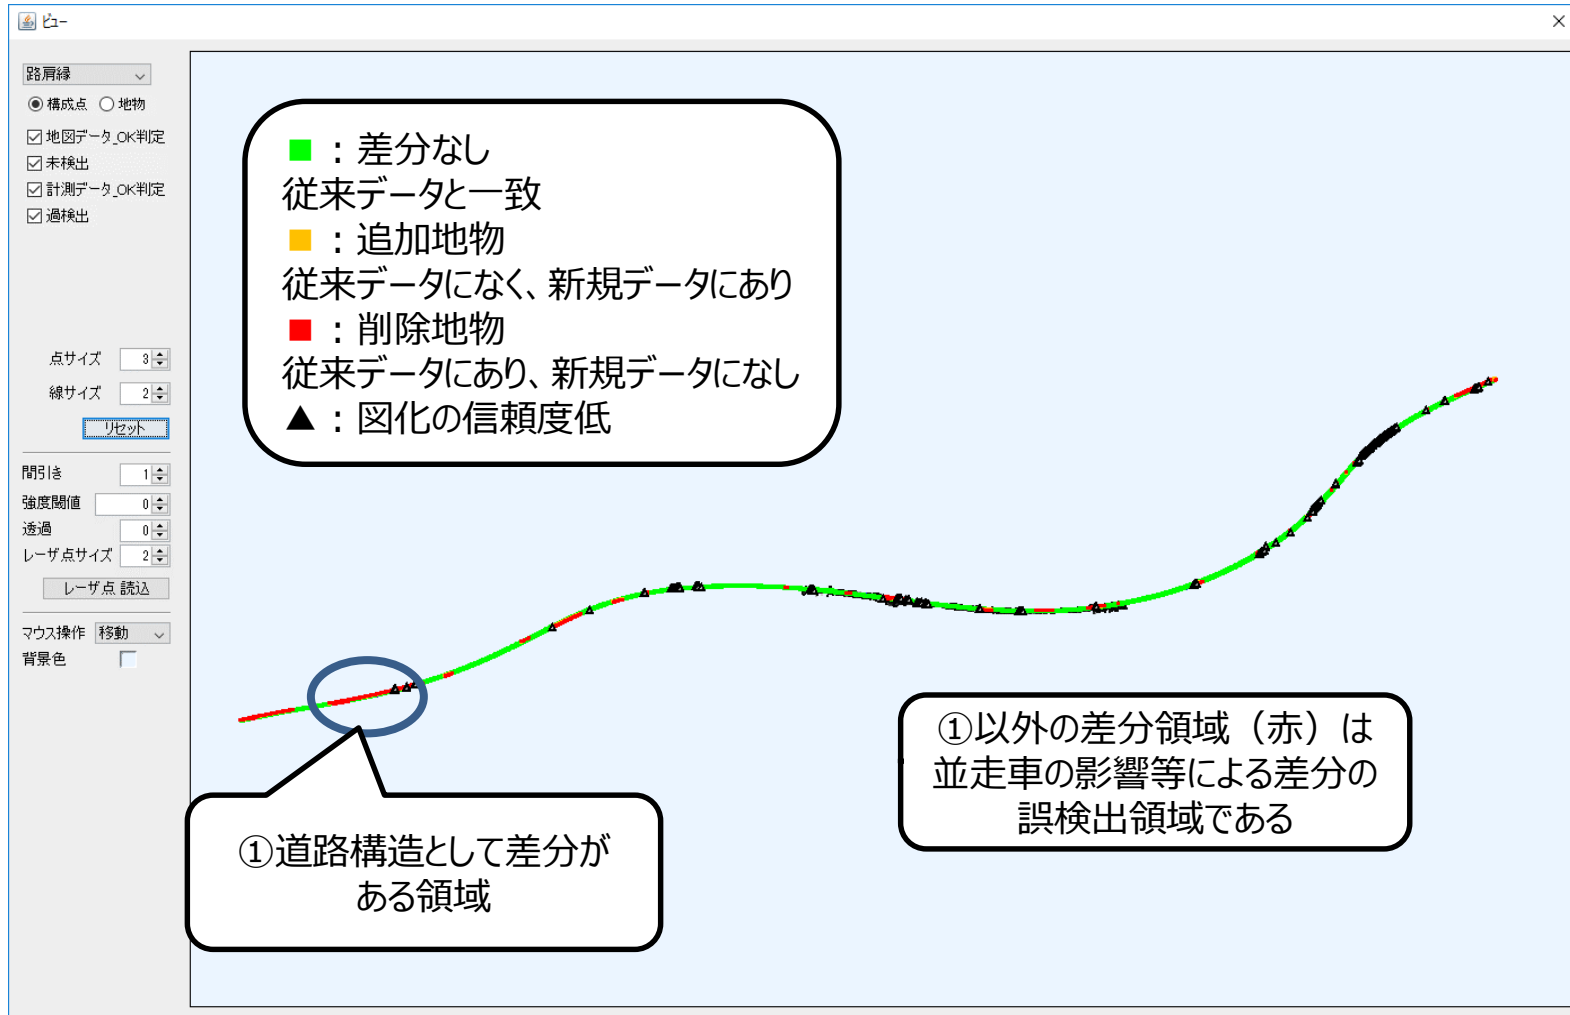 ビュー
路肩縁
構成点 地物
地図データ_OK判定
未検出
計測データ_OK判定
過検出
点サイズ 3
線サイズ 2
リセット
間引き 1
強度閾値 0
透過 0
レーザ点サイズ 2
レーザ点 読込
マウス操作 移動
背景色
■：差分なし
従来データと一致
■：追加地物
従来データになく、新規データにあり
■：削除地物
従来データにあり、新規データになし
▲：図化の信頼度低
①道路構造として差分が
ある領域
①以外の差分領域（赤）は
並走車の影響等による差分の
誤検出領域である